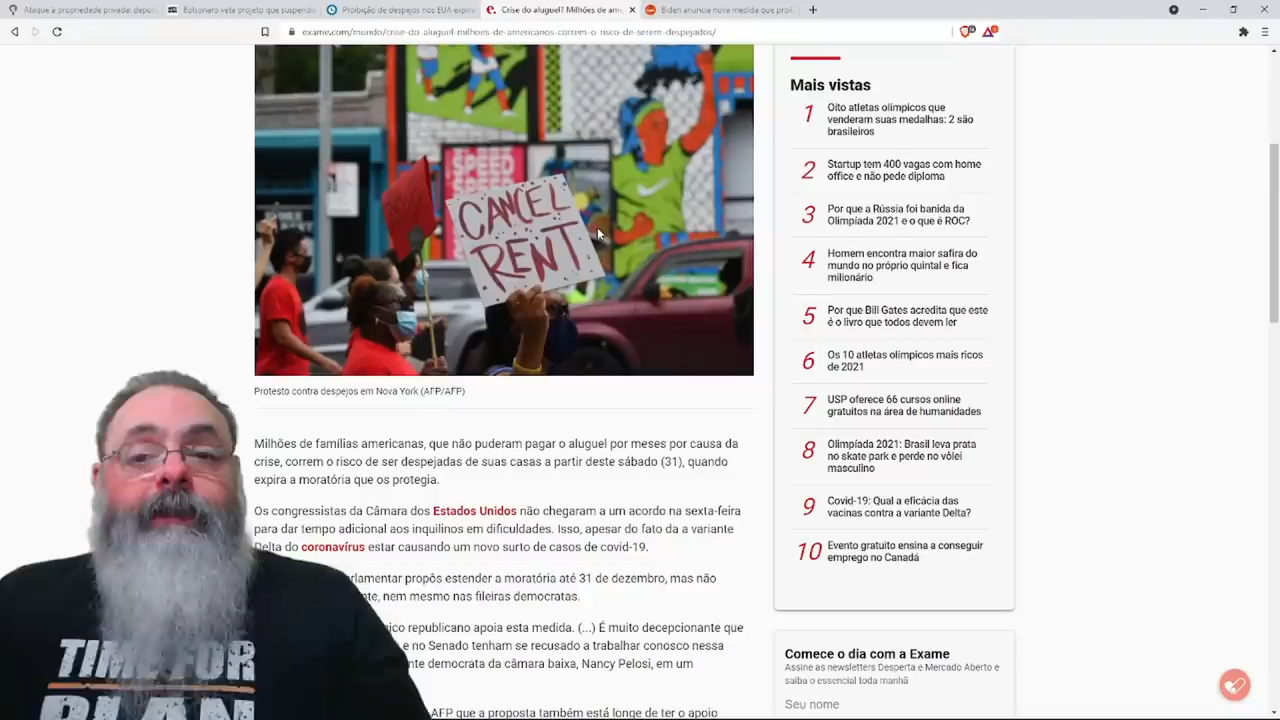 Ataque à propriedade privada: deput
Bolsonaro veta projeto que suspendi
Proibição de despejos nos EUA expira
Crise do aluguel? Milhões de am
Biden anuncia nova medida que proí
exame.com/mundo/crise-do-aluguel-milhoes-de-americanos-correm-o-risco-de-serem-despejados/
SPEED
CANCEL
RENT
Protesto contra despejos em Nova York (AFP/AFP)
Milhões de famílias americanas, que não puderam pagar o aluguel por meses por causa da
crise, correm o risco de ser despejadas de suas casas a partir deste sábado (31), quando
expira a moratória que os protegia.
Os congressistas da Câmara dos Estados Unidos não chegaram a um acordo na sexta-feira
para dar tempo adicional aos inquilinos em dificuldades. Isso, apesar do fato da a variante
Delta do coronavírus estar causando um novo surto de casos de covid-19.
arlamentar propôs estender a moratória até 31 de dezembro, mas não
te, nem mesmo nas fileiras democratas.
nico republicano apoia esta medida. (...) É muito decepcionante que
e no Senado tenham se recusado a trabalhar conosco nessa
nte democrata da câmara baixa, Nancy Pelosi, em um
AFP que a proposta também está longe de ter o apoio
Mais vistas
1 Oito atletas olímpicos que
venderam suas medalhas: 2 são
brasileiros
2 Startup tem 400 vagas com home
office e não pede diploma
3 Por que a Rússia foi banida da
Olimpíada 2021 e o que é ROC?
4 Homem encontra maior safira do
mundo no próprio quintal e fica
milionário
5 Por que Bill Gates acredita que este
é o livro que todos devem ler
6 Os 10 atletas olímpicos mais ricos
de 2021
7 USP oferece 66 cursos online
gratuitos na área de humanidades
8 Olimpíada 2021: Brasil leva prata
no skate park e perde no vôlei
masculino
9 Covid-19: Qual a eficácia das
vacinas contra a variante Delta?
10 Evento gratuito ensina a conseguir
emprego no Canadá
Comece o dia com a Exame
Assine as newsletters Desperta e Mercado Aberto e
saiba o essencial toda manhã
Seu nome
TIME FOR
PLAN